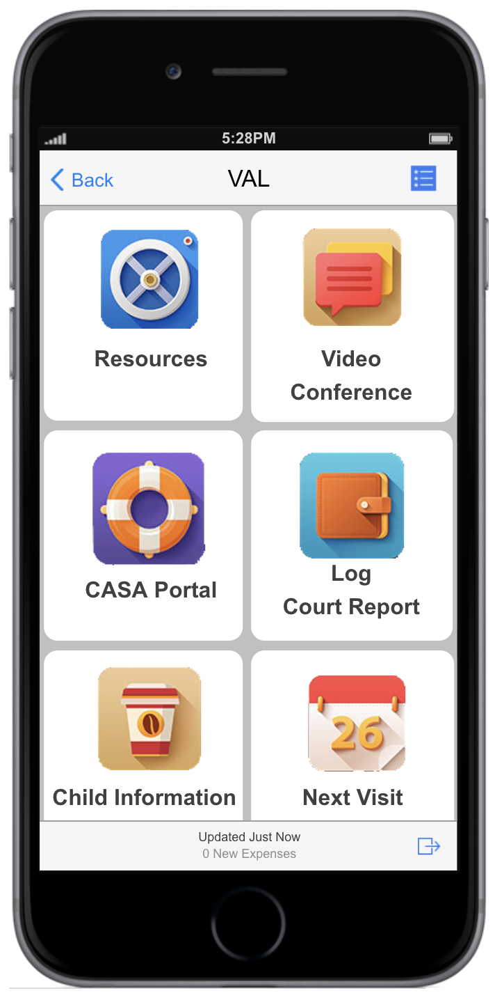 5:28PM
Back
VAL
Resources
Video
Conference
CASA Portal
Log
Court Report
26
Child Information
Next Visit
Updated Just Now
0 New Expenses